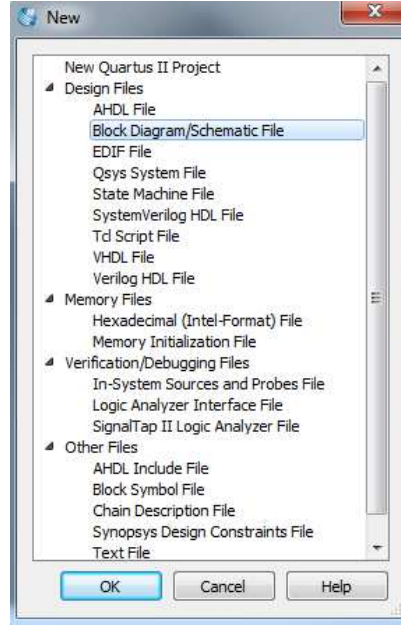 New
New Quartus II Project
Design Files
AHDL File
Block Diagram/Schematic File
EDIF File
Qsys System File
State Machine File
SystemVerilog HDL File
Tcl Script File
VHDL File
Verilog HDL File
Memory Files
Hexadecimal (Intel-Format) File
Memory Initialization File
Verification/Debugging Files
In-System Sources and Probes File
Logic Analyzer Interface File
SignalTap II Logic Analyzer File
Other Files
AHDL Include File
Block Symbol File
Chain Description File
Synopsys Design Constraints File
Text File
OK Cancel Help